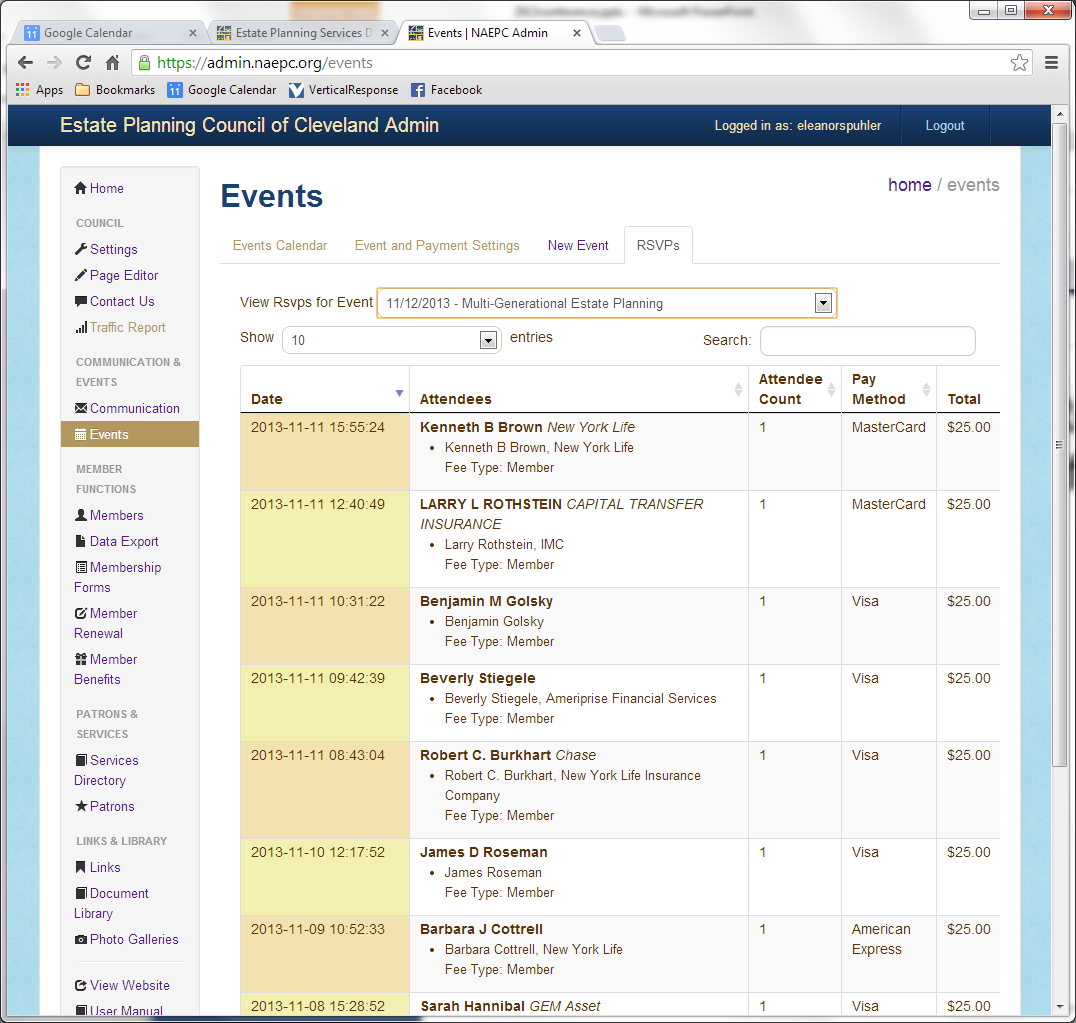 Google Calendar
Estate Planning Services D
Events | NAEPC Admin
https://admin.naepc.org/events
Apps Bookmarks Google Calendar VerticalResponse Facebook
Estate Planning Council of Cleveland Admin
Logged in as: eleanorspuhler
Logout
Home
COUNCIL
Settings
Page Editor
Contact Us
Traffic Report
COMMUNICATION &
EVENTS
Communication
Events
MEMBER
FUNCTIONS
Members
Data Export
Membership
Forms
Member
Renewal
Member
Benefits
PATRONS &
SERVICES
Services
Directory
Patrons
LINKS & LIBRARY
Links
Document
Library
Photo Galleries
View Website
User Manual
Events
home / events
Events Calendar Event and Payment Settings New Event RSVPs
View Rsvps for Event 11/12/2013 - Multi-Generational Estate Planning
Show 10 entries Search:
Date Attendees Attendee Count Pay Method Total
2013-11-11 15:55:24 Kenneth B Brown New York Life 1 MasterCard $25.00
• Kenneth B Brown, New York Life
Fee Type: Member
2013-11-11 12:40:49 LARRY L ROTHSTEIN CAPITAL TRANSFER 1 MasterCard $25.00
INSURANCE
• Larry Rothstein, IMC
Fee Type: Member
2013-11-11 10:31:22 Benjamin M Golsky 1 Visa $25.00
• Benjamin Golsky
Fee Type: Member
2013-11-11 09:42:39 Beverly Stiegele 1 Visa $25.00
• Beverly Stiegele, Ameriprise Financial Services
Fee Type: Member
2013-11-11 08:43:04 Robert C. Burkhart Chase 1 Visa $25.00
• Robert C. Burkhart, New York Life Insurance
Company
Fee Type: Member
2013-11-10 12:17:52 James D Roseman 1 Visa $25.00
• James Roseman
Fee Type: Member
2013-11-09 10:52:33 Barbara J Cottrell 1 American Express $25.00
• Barbara Cottrell, New York Life
Fee Type: Member
2013-11-08 15:28:52 Sarah Hannibal GEM Asset 1 Visa $25.00